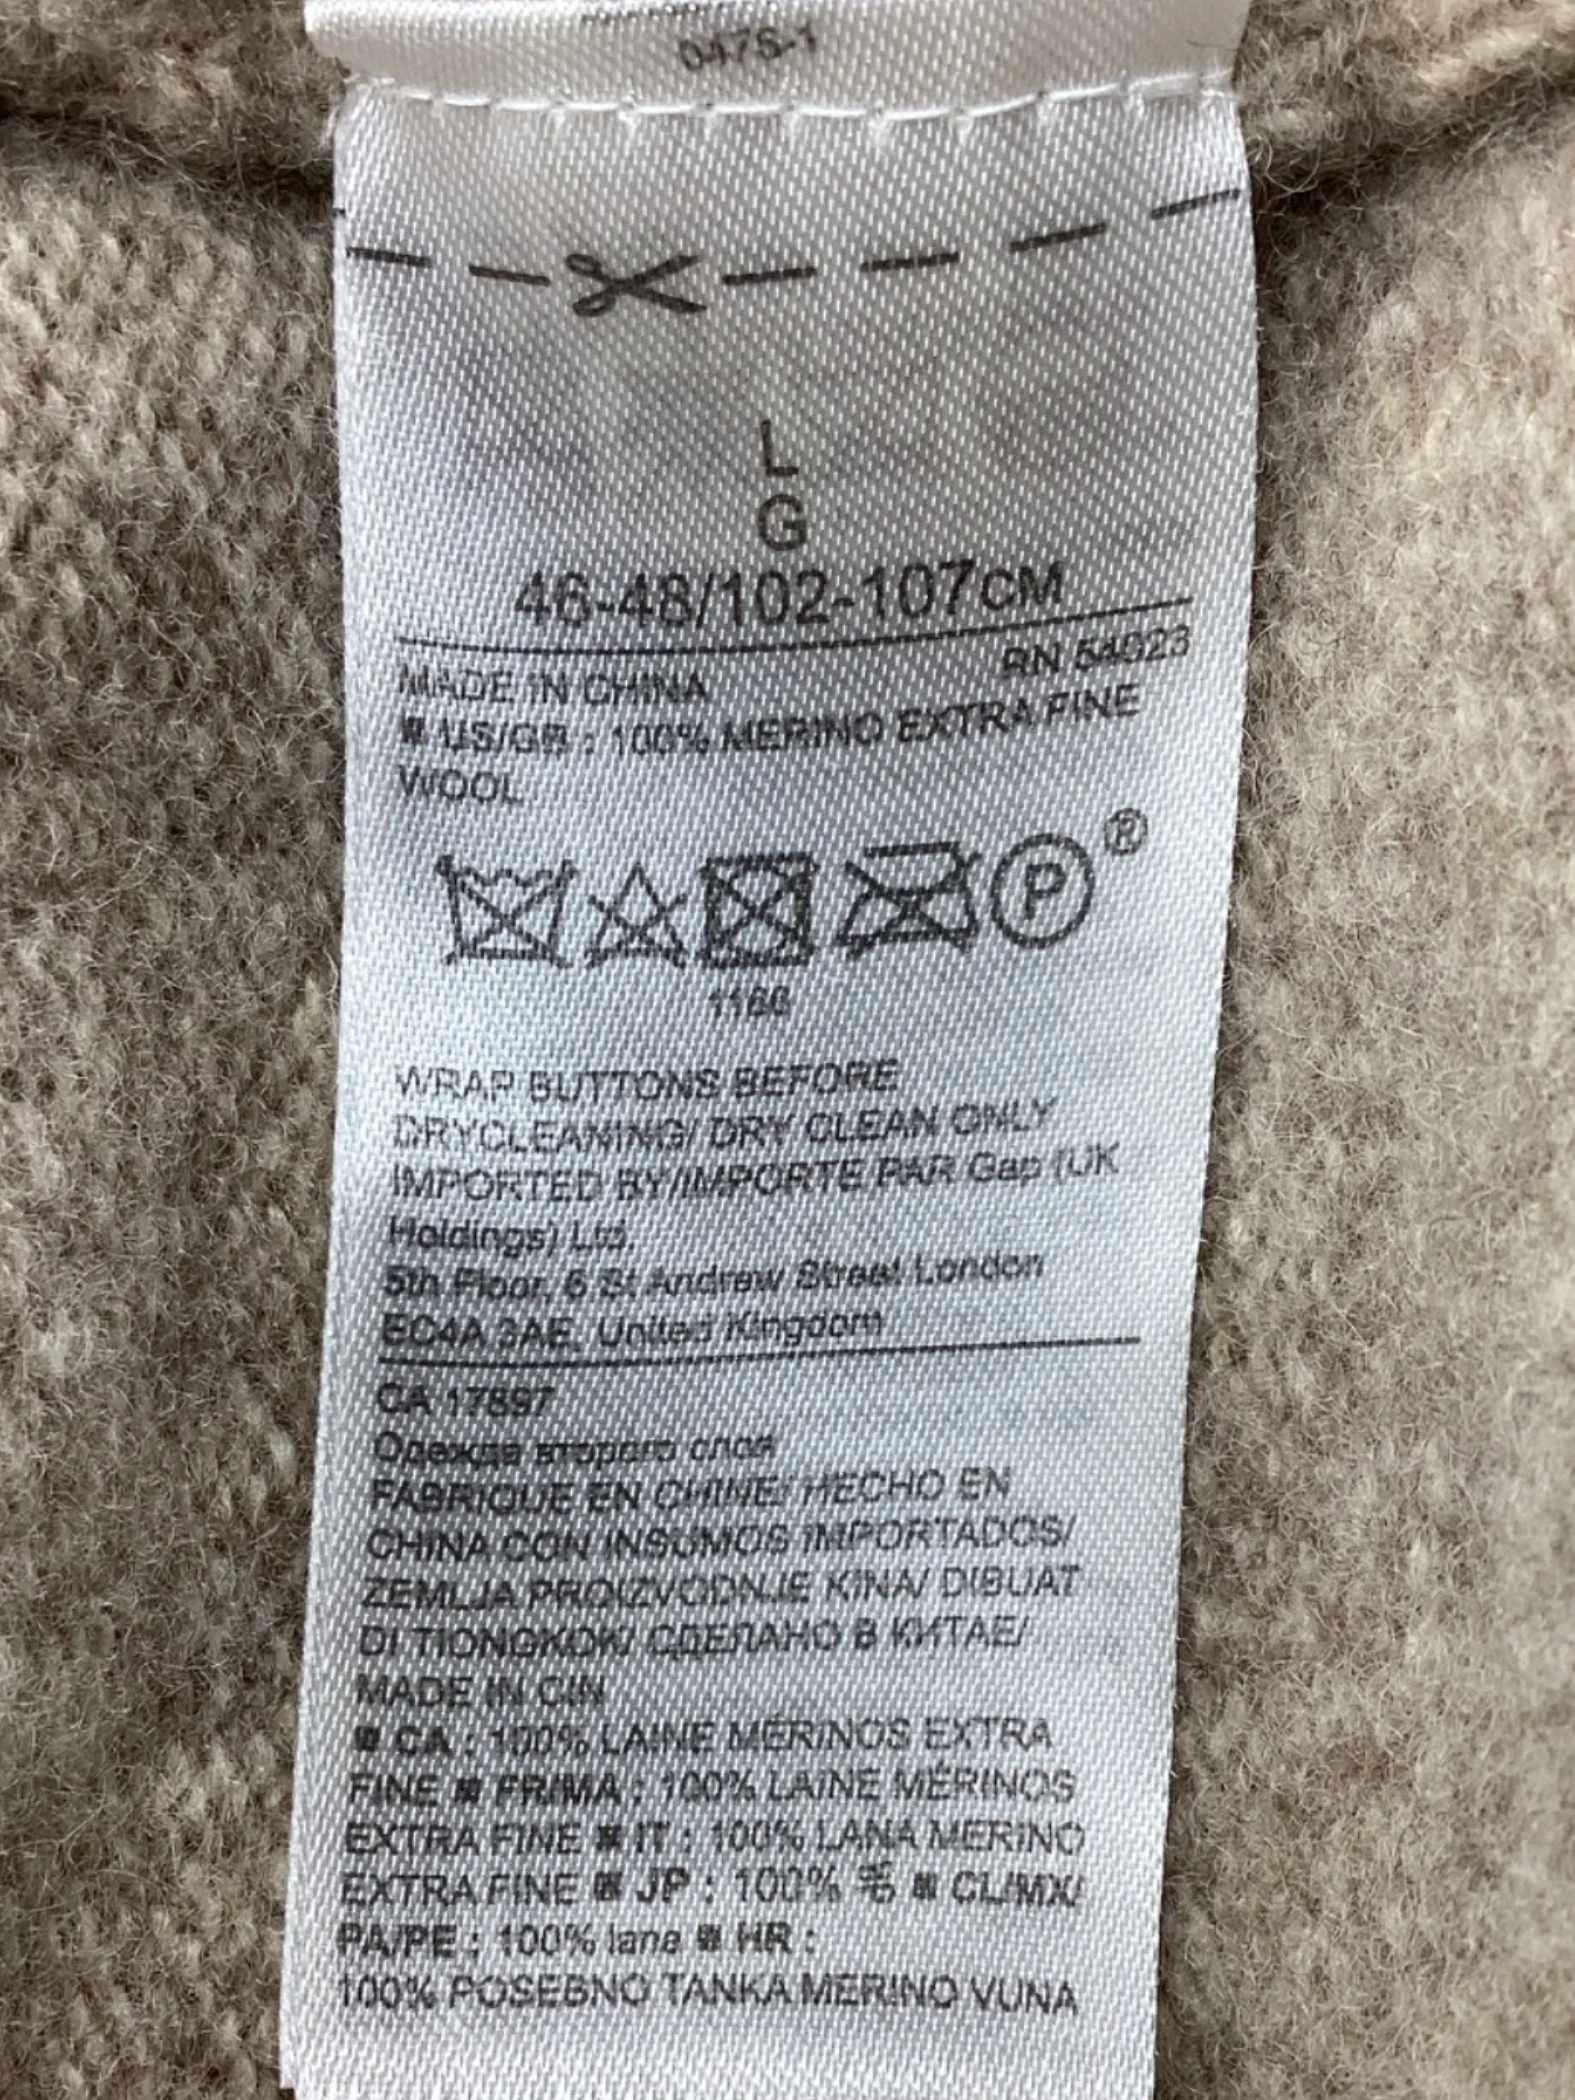 0475-1
L
G
46-48/102-107CM
RN 54023
MADE IN CHINA
US/GB : 100% MERINO EXTRA FINE
WOOL
P ®
1166
WRAP BUTTONS BEFORE
DRYCLEANING/ DRY CLEAN ONLY
IMPORTED BY/IMPORTE PAR Gap (UK
Holdings) Ltd.
5th Floor, 6 St Andrew Street London
EC4A 3AE, United Kingdom
CA 17897
Одежда второго слоя
FABRIQUE EN CHINE/ HECHO EN
CHINA CON INSUMOS IMPORTADOS/
ZEMLJA PROIZVODNJE KINA/ DIBUAT
DI TIONGKOK/ СДЕЛАНО В КИТАЕ/
MADE IN CIN
■ CA : 100% LAINE MÉRINOS EXTRA
FINE ■ FR/MA : 100% LAINE MÉRINOS
EXTRA FINE ■ IT : 100% LANA MERINO
EXTRA FINE ■ JP : 100% 毛 ■ CL/MX/
PA/PE : 100% lana ■ HR :
100% POSEBNO TANKA MERINO VUNA